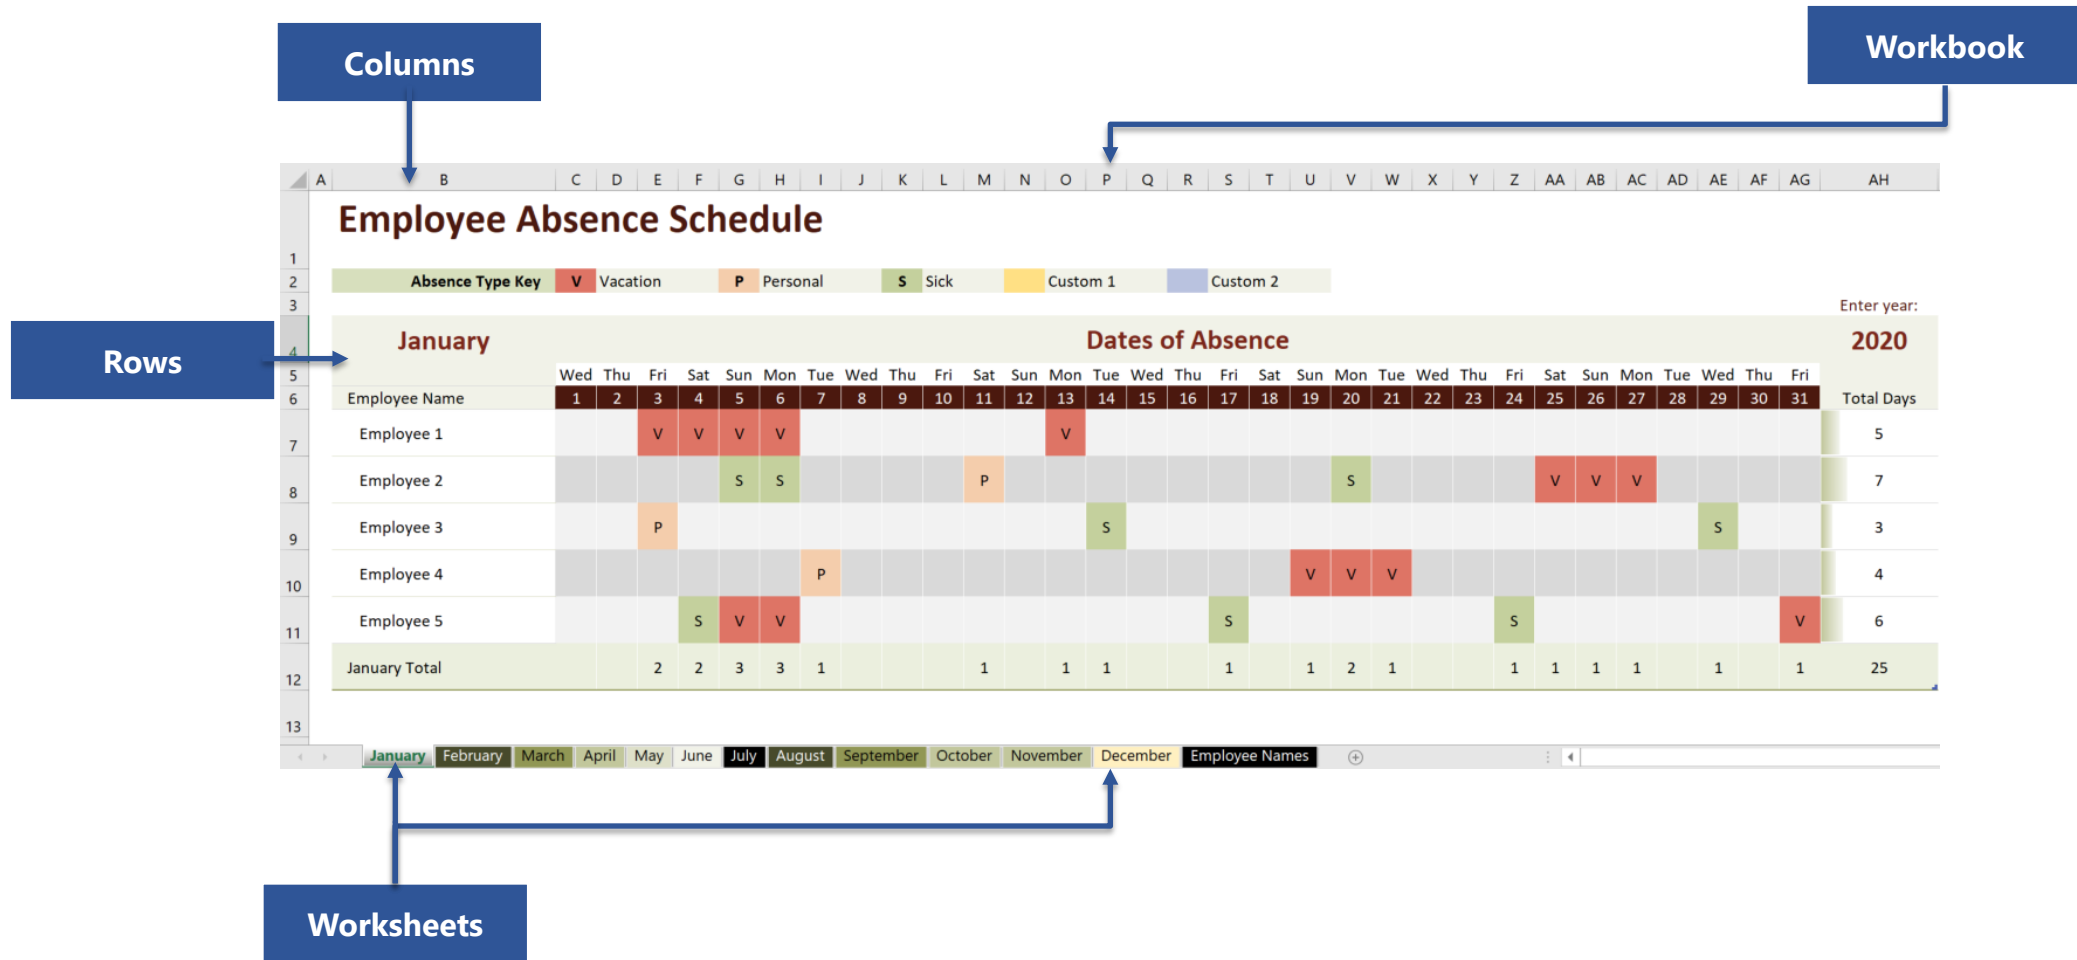 Columns
Workbook
A B C D E F G H I J K L M N O P Q R S T U V W X Y Z AA AB AC AD AE AF AG AH
Employee Absence Schedule
1
2 Absence Type Key V Vacation P Personal S Sick Custom 1 Custom 2
3 Enter year:
Rows
4 January Dates of Absence 2020
5 Wed Thu Fri Sat Sun Mon Tue Wed Thu Fri Sat Sun Mon Tue Wed Thu Fri Sat Sun Mon Tue Wed Thu Fri Sat Sun Mon Tue Wed Thu Fri
6 Employee Name 1 2 3 4 5 6 7 8 9 10 11 12 13 14 15 16 17 18 19 20 21 22 23 24 25 26 27 28 29 30 31 Total Days
7 Employee 1 V V V V V 5
8 Employee 2 S S P S V V V 7
9 Employee 3 P S S 3
10 Employee 4 P V V V 4
11 Employee 5 S V V S S V 6
12 January Total 2 2 3 3 1 1 1 1 1 1 2 1 1 1 1 1 1 1 25
13
January February March April May June July August September October November December Employee Names
Worksheets